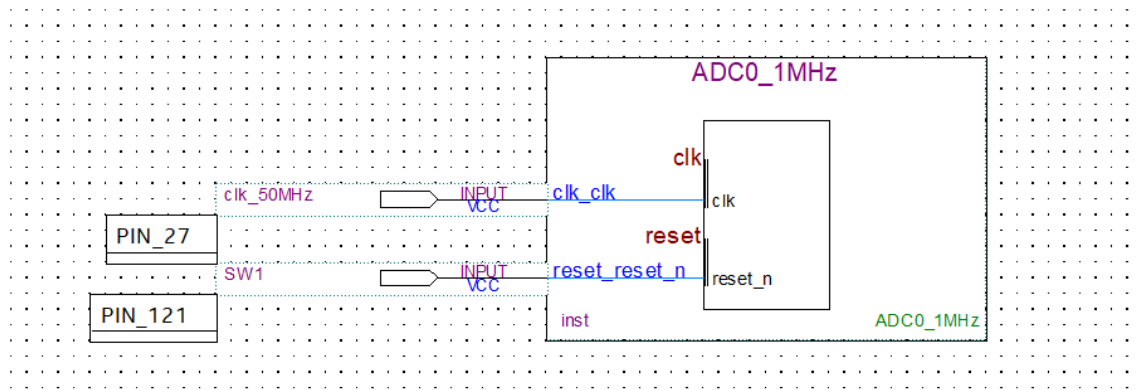 ADC0_1MHz
clk
clk_50MHz
INPUT
VCC
clk_clk
clk
PIN_27
reset
SW1
INPUT
VCC
reset_reset_n
reset_n
PIN_121
inst
ADC0_1MHz